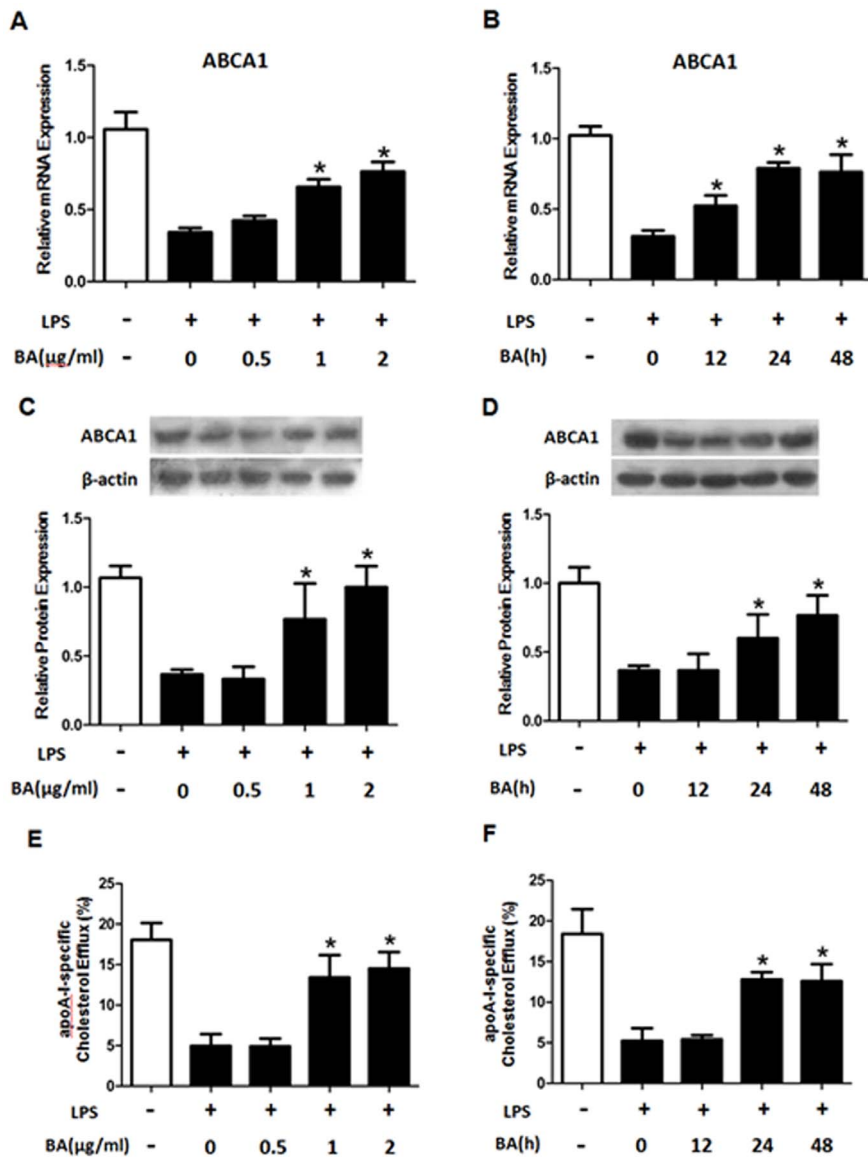 A
ABCA1
Relative mRNA Expression
1.5
1.0
0.5
0.0
* *
LPS - + + + +
BA(µg/ml) - 0 0.5 1 2
B
ABCA1
Relative mRNA Expression
1.5
1.0
0.5
0.0
* * *
LPS - + + + +
BA(h) - 0 12 24 48
C
ABCA1
β-actin
Relative Protein Expression
1.5
1.0
0.5
0.0
* *
LPS - + + + +
BA(µg/ml) - 0 0.5 1 2
D
ABCA1
β-actin
Relative Protein Expression
1.5
1.0
0.5
0.0
* *
LPS - + + + +
BA(h) - 0 12 24 48
E
apoA-I-specific
Cholesterol Efflux (%)
25
20
15
10
5
0
* *
LPS - + + + +
BA(µg/ml) - 0 0.5 1 2
F
apoA-I-specific
Cholesterol Efflux (%)
25
20
15
10
5
0
* *
LPS - + + + +
BA(h) - 0 12 24 48